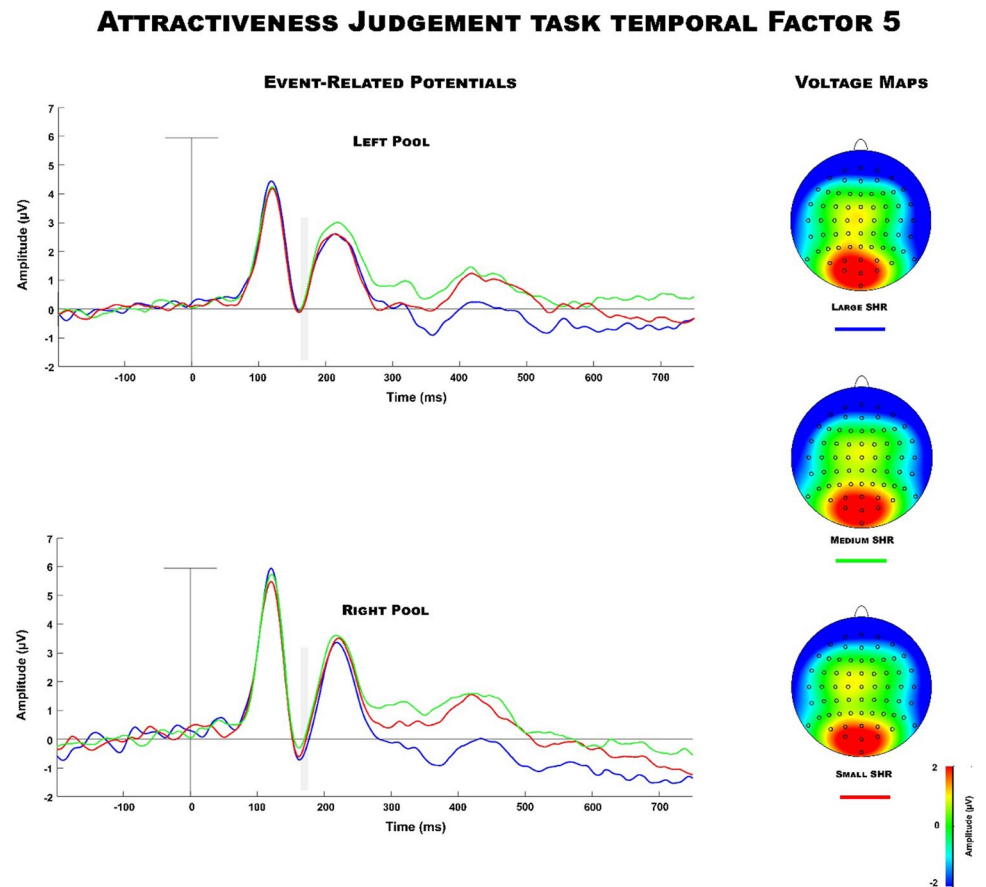 Attractiveness Judgement task temporal Factor 5
Event-Related Potentials
Voltage Maps
Left Pool
7
6
5
4
3
2
1
0
-1
-2
Amplitude (µV)
-100 0 100 200 300 400 500 600 700
Time (ms)
Large SHR
Medium SHR
Right Pool
7
6
5
4
3
2
1
0
-1
-2
Amplitude (µV)
-100 0 100 200 300 400 500 600 700
Time (ms)
Small SHR
2
0
-2
Amplitude (µV)